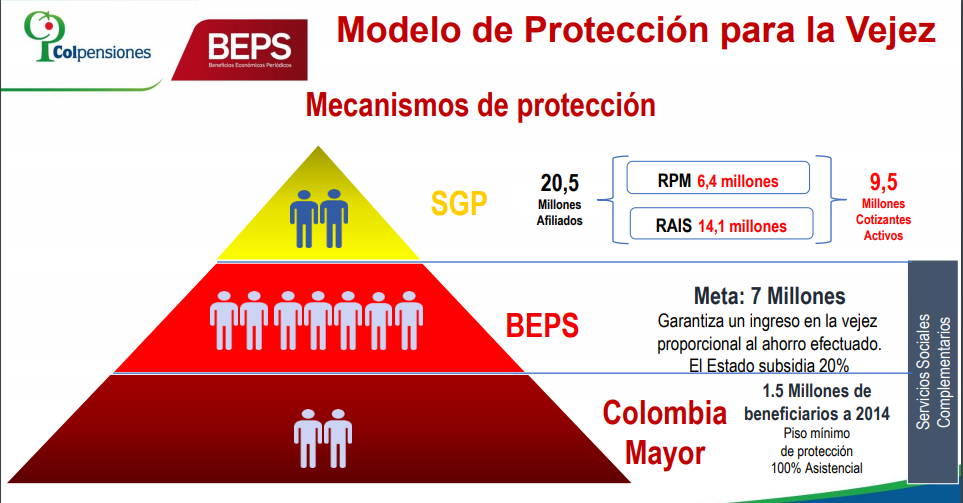 Colpensiones
BEPS
Beneficios Económicos Periódicos
Modelo de Protección para la Vejez
Mecanismos de protección
SGP
20,5
Millones
Afiliados
RPM 6,4 millones
RAIS 14,1 millones
9,5
Millones
Cotizantes
Activos
BEPS
Meta: 7 Millones
Garantiza un ingreso en la vejez
proporcional al ahorro efectuado.
El Estado subsidia 20%
Colombia
Mayor
1.5 Millones de
beneficiarios a 2014
Piso mínimo
de protección
100% Asistencial
Servicios Sociales
Complementarios